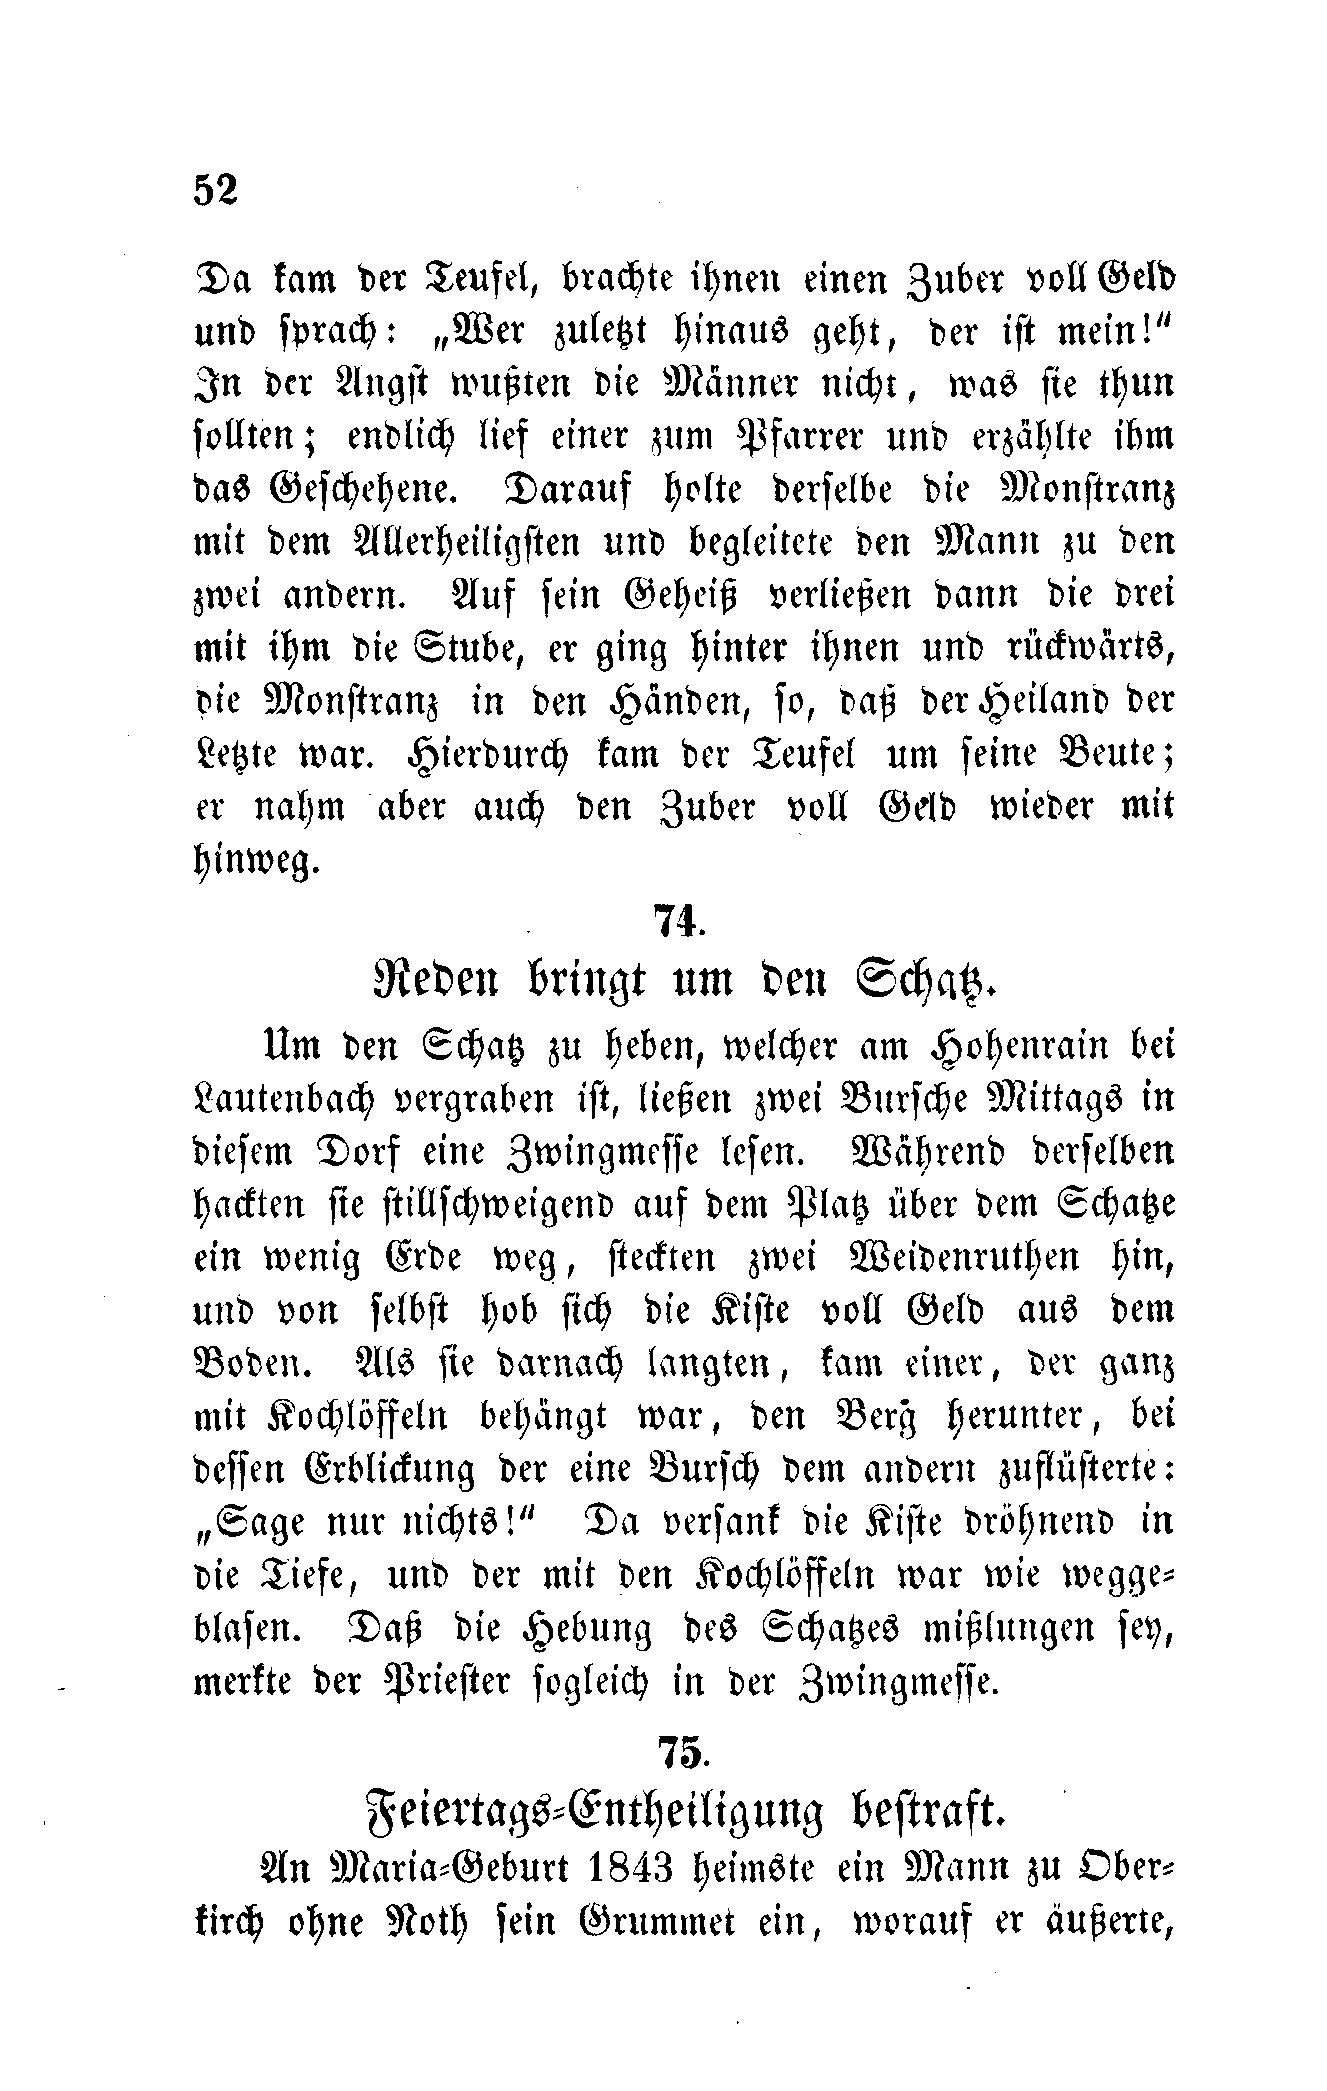 52
Da kam der Teufel, brachte ihnen einen Zuber voll Geld
und sprach: „Wer zuletzt hinaus geht, der ist mein!“
In der Angst wußten die Männer nicht, was sie thun
sollten; endlich lief einer zum Pfarrer und erzählte ihm
das Geschehene. Darauf holte derselbe die Monstranz
mit dem Allerheiligsten und begleitete den Mann zu den
zwei andern. Auf sein Geheiß verließen dann die drei
mit ihm die Stube, er ging hinter ihnen und rückwärts,
die Monstranz in den Händen, so, daß der Heiland der
Letzte war. Hierdurch kam der Teufel um seine Beute;
er nahm aber auch den Zuber voll Geld wieder mit
hinweg.
74.
Reden bringt um den Schatz.
Um den Schatz zu heben, welcher am Hohenrain bei
Lautenbach vergraben ist, ließen zwei Bursche Mittags in
diesem Dorf eine Zwingmesse lesen. Während derselben
hackten sie stillschweigend auf dem Platz über dem Schatze
ein wenig Erde weg, steckten zwei Weidenruthen hin,
und von selbst hob sich die Kiste voll Geld aus dem
Boden. Als sie darnach langten, kam einer, der ganz
mit Kochlöffeln behängt war, den Berg herunter, bei
dessen Erblickung der eine Bursch dem andern zuflüsterte:
„Sage nur nichts!“ Da versank die Kiste dröhnend in
die Tiefe, und der mit den Kochlöffeln war wie wegge-
blasen. Daß die Hebung des Schatzes mißlungen sey,
merkte der Priester sogleich in der Zwingmesse.
75.
Feiertags-Entheiligung bestraft.
An Maria-Geburt 1843 heimste ein Mann zu Ober-
kirch ohne Noth sein Grummet ein, worauf er äußerte,